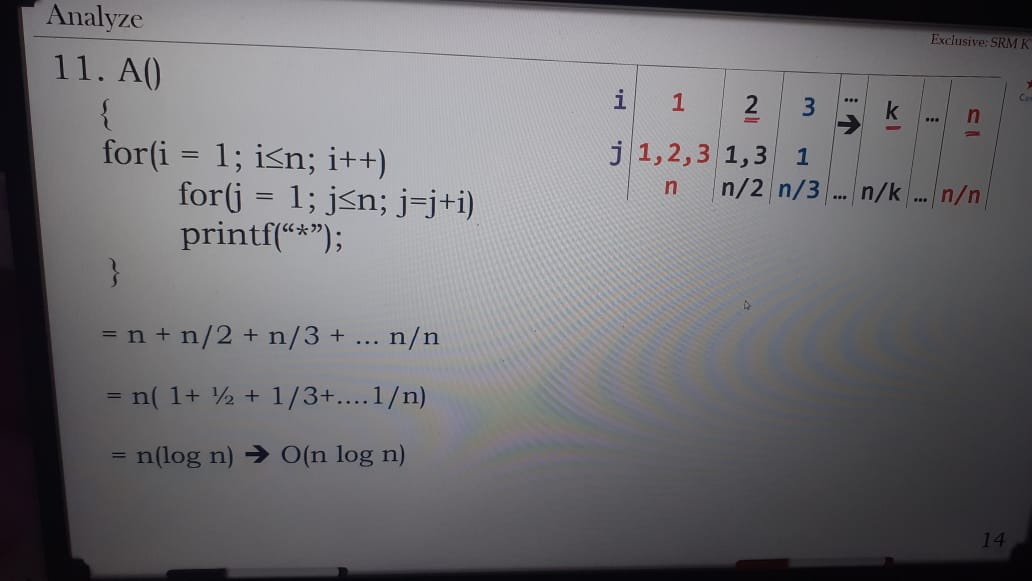 Analyze
Exclusive: SRM K
11. A()
{
for(i = 1; i≤n; i++)
for(j = 1; j≤n; j=j+i)
printf(“*”);
}
i 1 2 3 ... ➔ k ... n
j 1,2,3 1,3 1
n n/2 n/3 ... n/k ... n/n
= n + n/2 + n/3 + ... n/n
= n( 1+ ½ + 1/3+....1/n)
= n(log n) ➔ O(n log n)
14